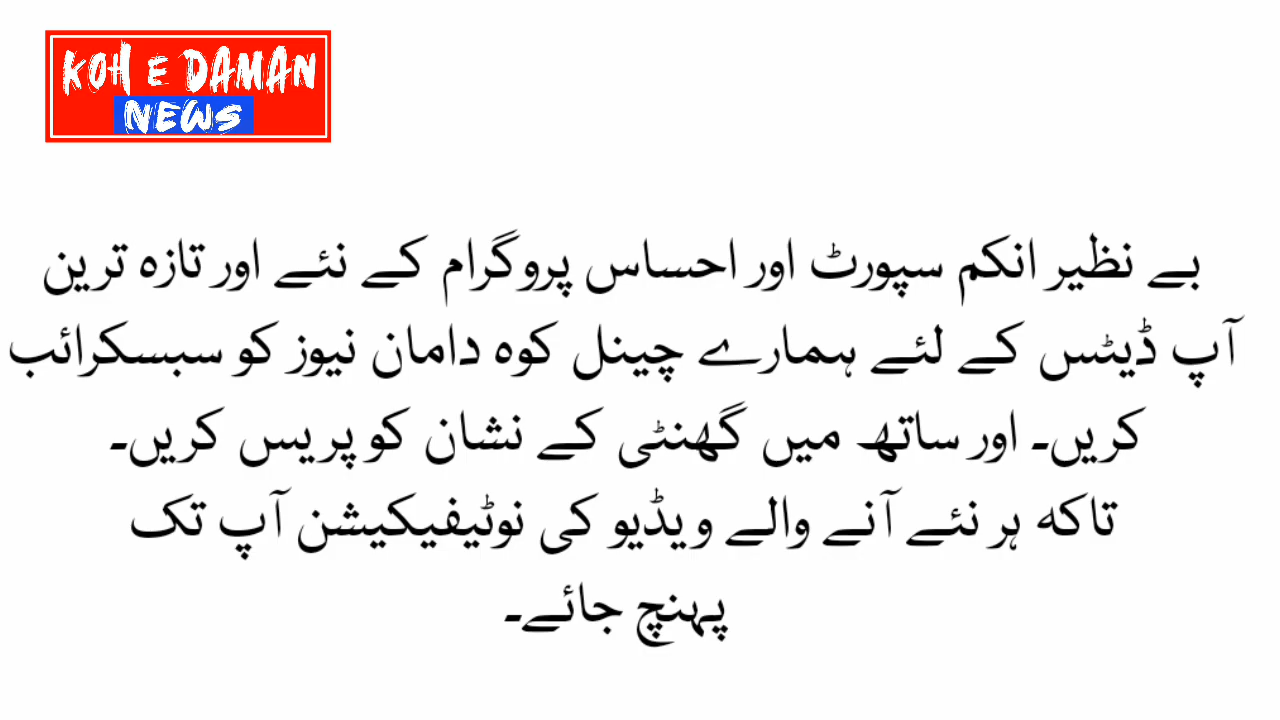 KOH E DAMAN
NEWS
بے نظیر انکم سپورٹ اور احساس پروگرام کے نئے اور تازہ ترین
آپ ڈیٹس کے لئے ہمارے چینل کوہ دامان نیوز کو سبسکرائب
کریں۔ اور ساتھ میں گھنٹی کے نشان کو پریس کریں۔
تاکہ ہر نئے آنے والے ویڈیو کی نوٹیفیکیشن آپ تک
پہنچ جائے۔